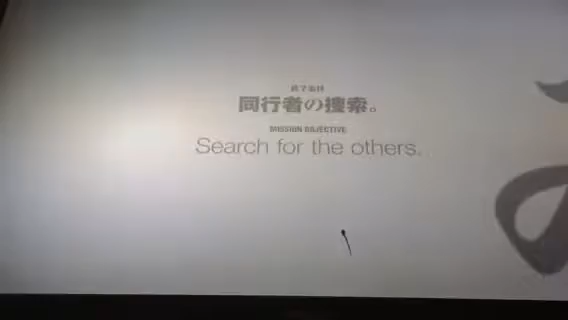 同行者の捜索。
MISSION OBJECTIVE
Search for the others.